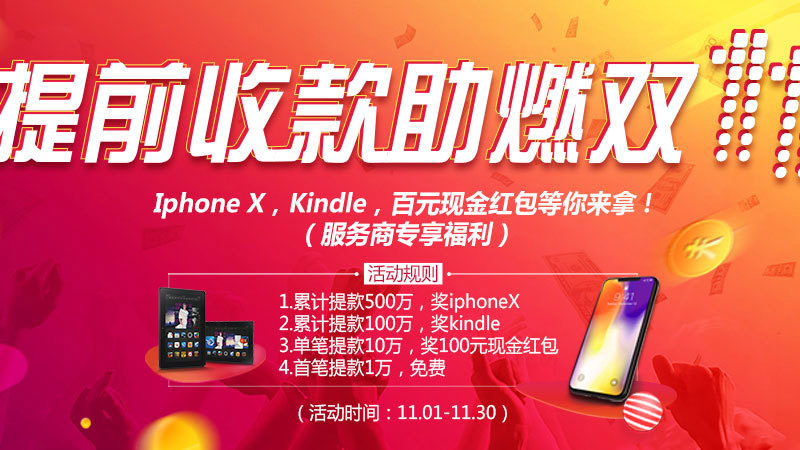 提前收款助燃双11
Iphone X，Kindle，百元现金红包等你来拿！
（服务商专享福利）
活动规则
1.累计提款500万，奖iphoneX
2.累计提款100万，奖kindle
3.单笔提款10万，奖100元现金红包
4.首笔提款1万，免费
（活动时间：11.01-11.30）
9:41